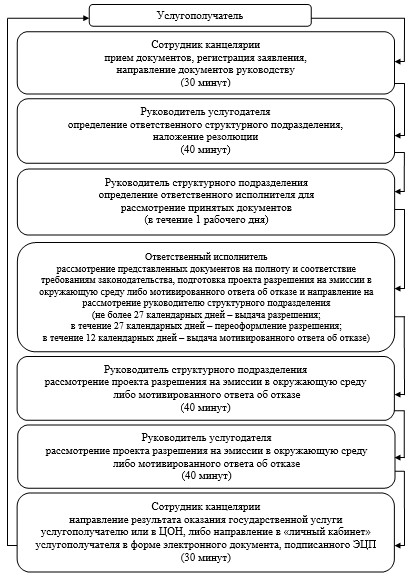 Услугополучатель
Сотрудник канцелярии
прием документов, регистрация заявления,
направление документов руководству
(30 минут)
Руководитель услугодателя
определение ответственного структурного подразделения,
наложение резолюции
(40 минут)
Руководитель структурного подразделения
определение ответственного исполнителя для
рассмотрение принятых документов
(в течение 1 рабочего дня)
Ответственный исполнитель
рассмотрение представленных документов на полноту и соответствие
требованиям законодательства, подготовка проекта разрешения на эмиссии в
окружающую среду либо мотивированного ответа об отказе и направление на
рассмотрение руководителю структурного подразделения
(не более 27 календарных дней – выдача разрешения;
в течение 27 календарных дней – переоформление разрешения;
в течение 12 календарных дней – выдача мотивированного ответа об отказе)
Руководитель структурного подразделения
рассмотрение проекта разрешения на эмиссии в окружающую среду
либо мотивированного ответа об отказе
(40 минут)
Руководитель услугодателя
рассмотрение проекта разрешения на эмиссии в окружающую среду
либо мотивированного ответа об отказе
(40 минут)
Сотрудник канцелярии
направление результата оказания государственной услуги
услугополучателю или в ЦОН, либо направление в «личный кабинет»
услугополучателя в форме электронного документа, подписанного ЭЦП
(30 минут)